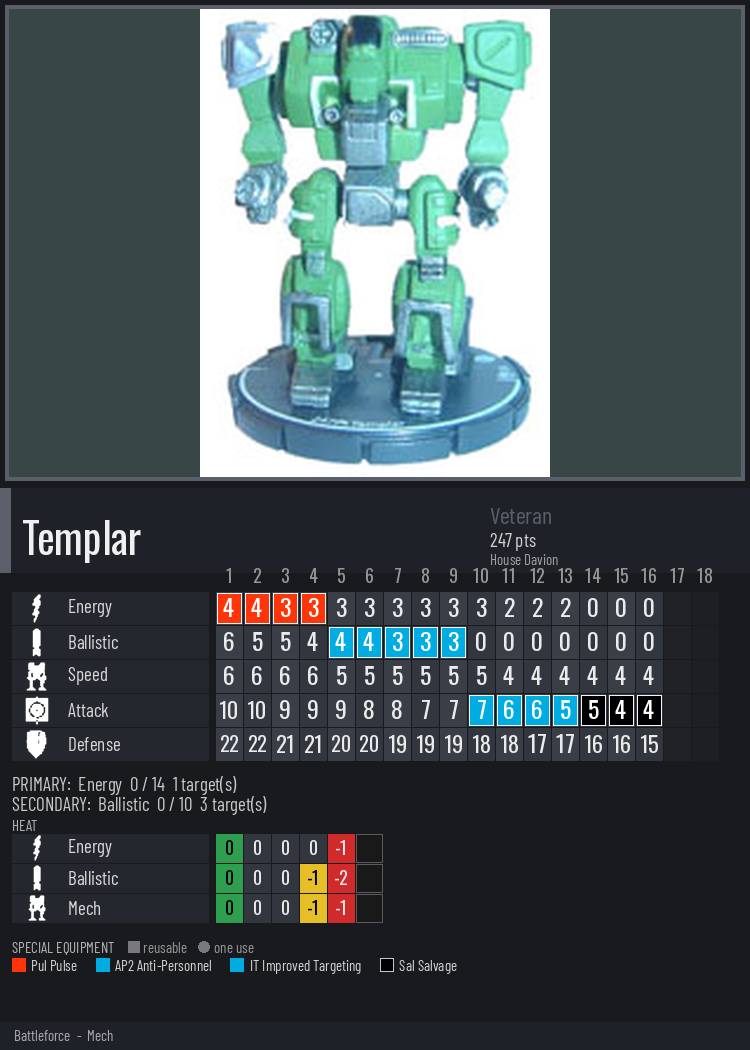 Templar
Veteran
247 pts
House Davion
1 2 3 4 5 6 7 8 9 10 11 12 13 14 15 16 17 18
Energy 4 4 3 3 3 3 3 3 3 3 2 2 2 0 0 0
Ballistic 6 5 5 4 4 4 3 3 3 0 0 0 0 0 0 0
Speed 6 6 6 6 5 5 5 5 5 5 4 4 4 4 4 4
Attack 10 10 9 9 9 8 8 7 7 7 6 6 5 5 4 4
Defense 22 22 21 21 20 20 19 19 19 18 18 17 17 16 16 15
PRIMARY: Energy 0 / 14 1 target(s)
SECONDARY: Ballistic 0 / 10 3 target(s)
HEAT
Energy 0 0 0 0 -1
Ballistic 0 0 0 -1 -2
Mech 0 0 0 -1 -1
SPECIAL EQUIPMENT reusable one use
Pul Pulse AP2 Anti-Personnel IT Improved Targeting Sal Salvage
Battleforce - Mech